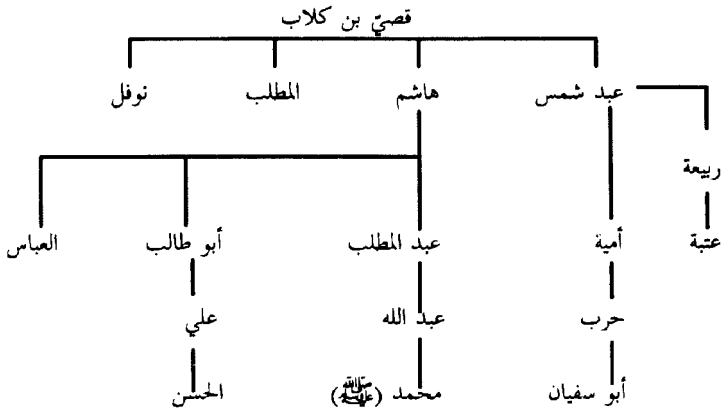 قصيّ بن كلاب
عبد شمس هاشم المطلب نوفل
ربيعة
عتبة أمية عبد المطلب أبو طالب العباس
حرب عبد الله علي
أبو سفيان محمد (ﷺ) الحسن